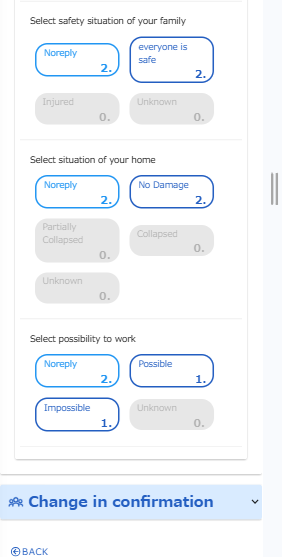 Select safety situation of your family
Noreply
2.
everyone is
safe
2.
Injured
0.
Unknown
0.
Select situation of your home
Noreply
2.
No Damage
2.
Partially
Collapsed
0.
Collapsed
0.
Unknown
0.
Select possibility to work
Noreply
2.
Possible
1.
Impossible
1.
Unknown
0.
Change in confirmation
BACK